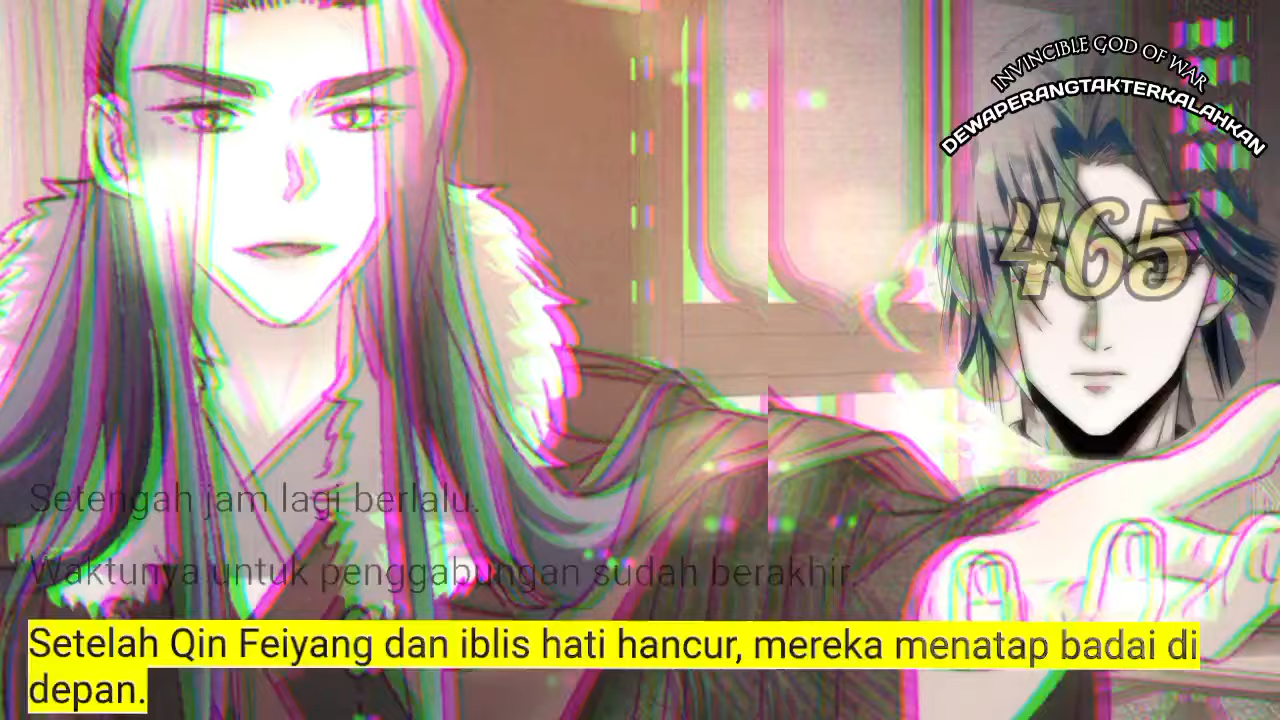 INVINCIBLE GOD OF WAR
DEWAPERANGTAKTERKALAHKAN
465
Setengah jam lagi berlalu.
Waktunya untuk penggabungan sudah berakhir.
Setelah Qin Feiyang dan iblis hati hancur, mereka menatap badai di
depan.